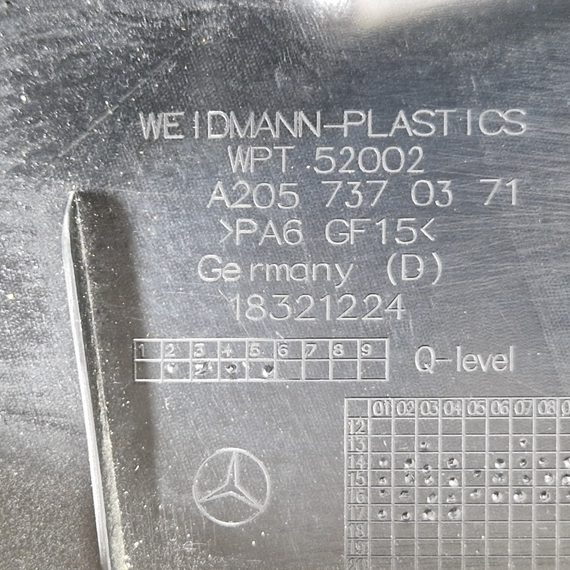 WEIDMANN-PLASTICS
WPT 52002
A205 737 03 71
>PA6 GF15<
Germany (D)
18321224
1 2 3 4 5 6 7 8 9
Q-level
01 02 03 04 05 06 07 08
12
13
14
15
16
17
18
19